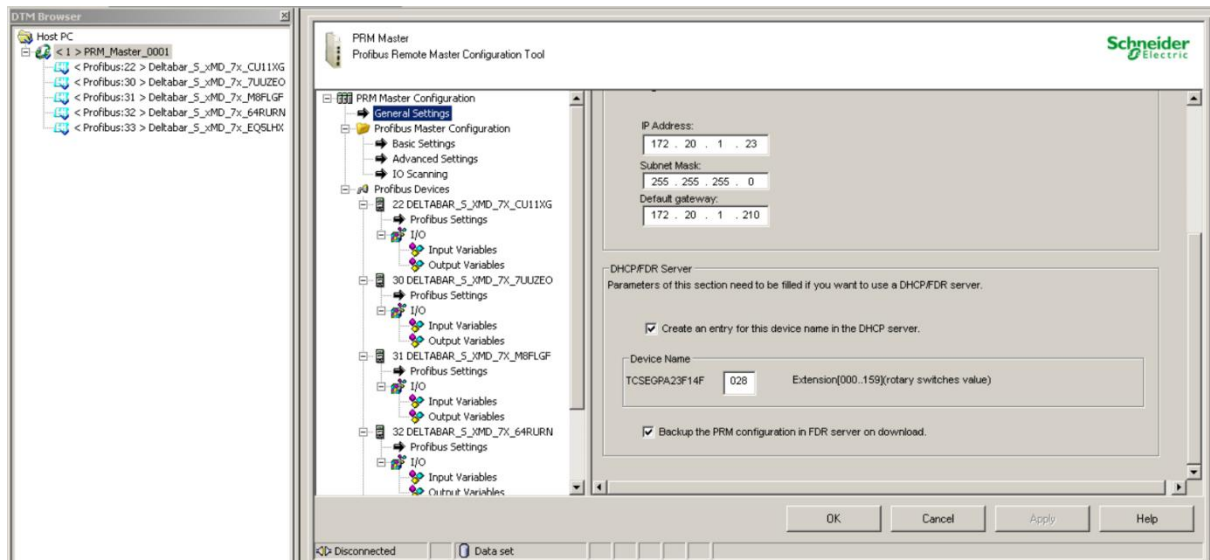 DTM Browser
Host PC
< 1 > PRM_Master_0001
< Profibus:22 > Deltabar_S_xMD_7x_CU11XG
< Profibus:30 > Deltabar_S_xMD_7x_7UUZEO
< Profibus:31 > Deltabar_S_xMD_7x_M8FLGF
< Profibus:32 > Deltabar_S_xMD_7x_64RURN
< Profibus:33 > Deltabar_S_xMD_7x_EQ5LHX
PRM Master
Profibus Remote Master Configuration Tool
Schneider
Electric
PRM Master Configuration
General Settings
Profibus Master Configuration
Basic Settings
Advanced Settings
IO Scanning
Profibus Devices
22 DELTABAR_S_XMD_7X_CU11XG
Profibus Settings
I/O
Input Variables
Output Variables
30 DELTABAR_S_XMD_7X_7UUZEO
Profibus Settings
I/O
Input Variables
Output Variables
31 DELTABAR_S_XMD_7X_M8FLGF
Profibus Settings
I/O
Input Variables
Output Variables
32 DELTABAR_S_XMD_7X_64RURN
Profibus Settings
I/O
Input Variables
Output Variables
IP Address:
172 . 20 . 1 . 23
Subnet Mask:
255 . 255 . 255 . 0
Default gateway:
172 . 20 . 1 . 210
DHCP/FDR Server
Parameters of this section need to be filled if you want to use a DHCP/FDR server.
Create an entry for this device name in the DHCP server.
Device Name
TCSEGPA23F14F 028 Extension[000..159](rotary switches value)
Backup the PRM configuration in FDR server on download.
OK Cancel Apply Help
Disconnected Data set